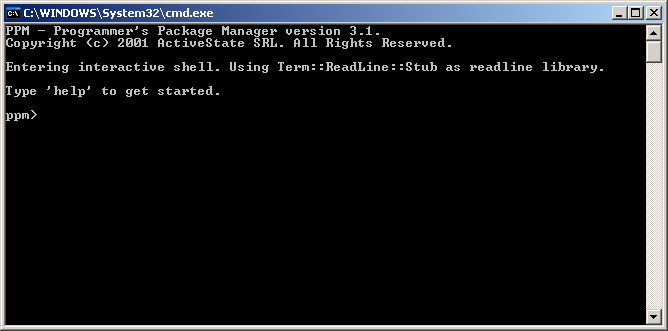 C:\WINDOWS\System32\cmd.exe
PPM - Programmer's Package Manager version 3.1.
Copyright (c) 2001 ActiveState SRL. All Rights Reserved.
Entering interactive shell. Using Term::ReadLine::Stub as readline library.
Type 'help' to get started.
ppm>